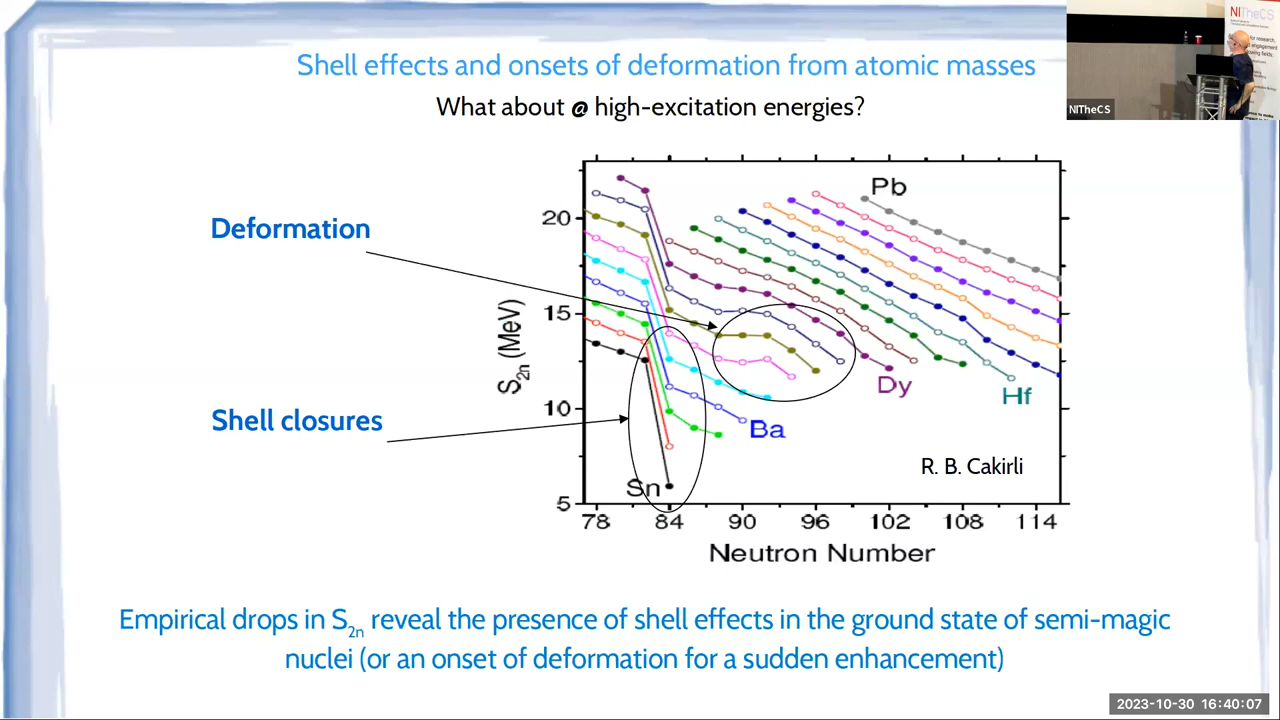 Shell effects and onsets of deformation from atomic masses
What about @ high-excitation energies?
NITheCS
NITheCS
Deformation
Shell closures
S2n (MeV)
20
15
10
5
Pb
Dy
Hf
Ba
Sn
R. B. Cakirli
78 84 90 96 102 108 114
Neutron Number
Empirical drops in S2n reveal the presence of shell effects in the ground state of semi-magic
nuclei (or an onset of deformation for a sudden enhancement)
2023-10-30 16:40:07